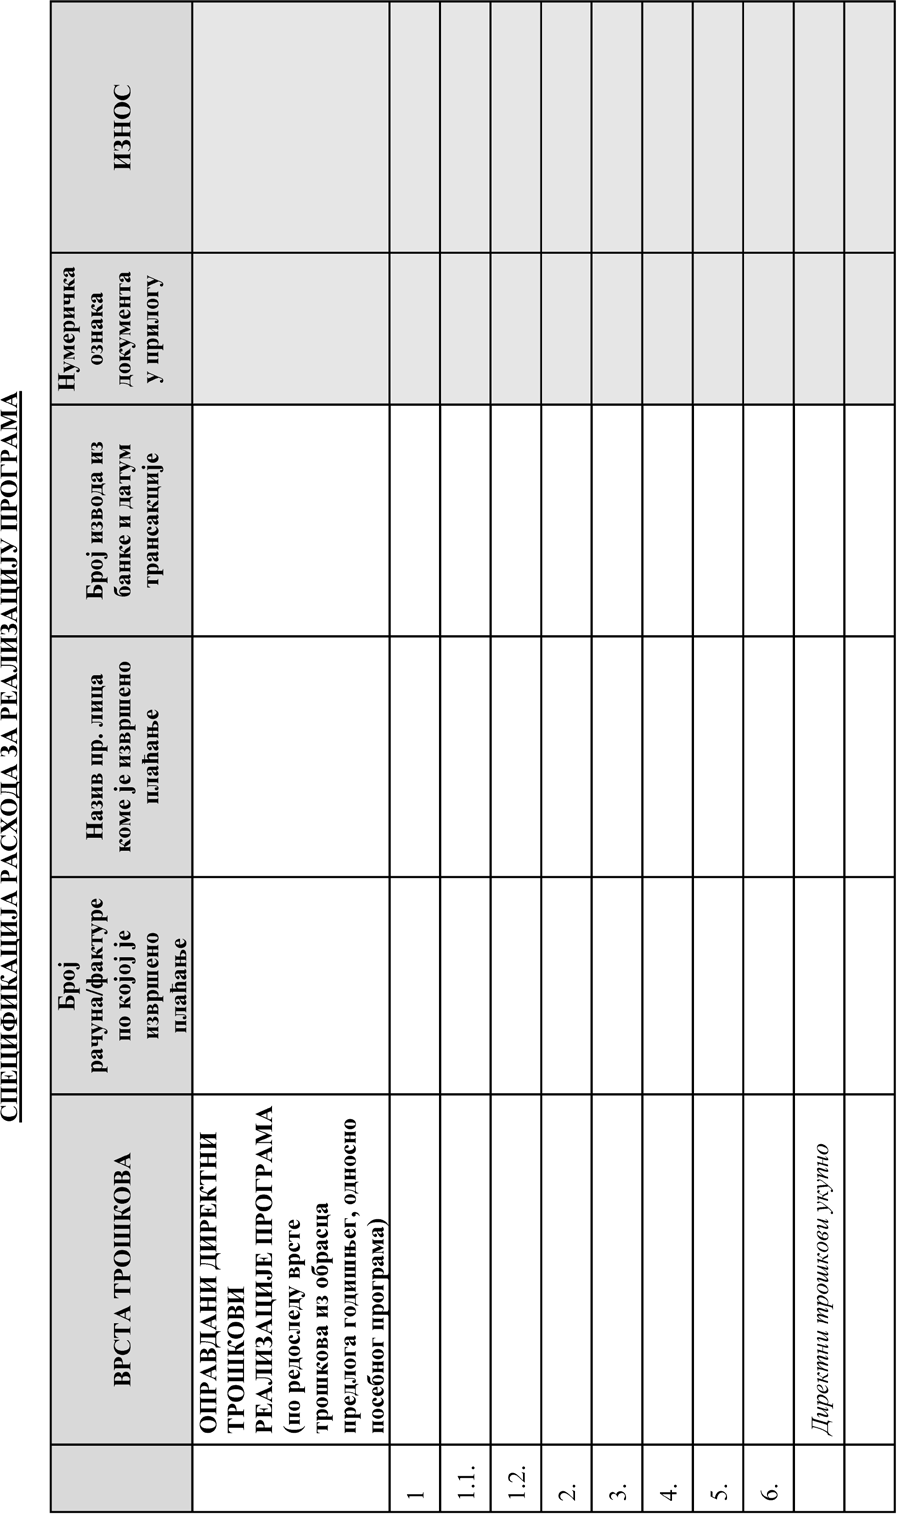 СПЕЦИФИКАЦИЈА РАСХОДА ЗА РЕАЛИЗАЦИЈУ ПРОГРАМА
ВРСТА ТРОШКОВА
Број
рачуна/фактуре
по којој је
извршено
плаћање
Назив пр. лица
коме је извршено
плаћање
Број извода из
банке и датум
трансакције
Нумеричка
ознака
документа
у прилогу
ИЗНОС
ОПРАВДАНИ ДИРЕКТНИ
ТРОШКОВИ
РЕАЛИЗАЦИЈЕ ПРОГРАМА
(по редоследу врсте
трошкова из обрасца
предлога годишњег, односно
посебног програма)
1
1.1.
1.2.
2.
3.
4.
5.
6.
Директни трошкови укупно